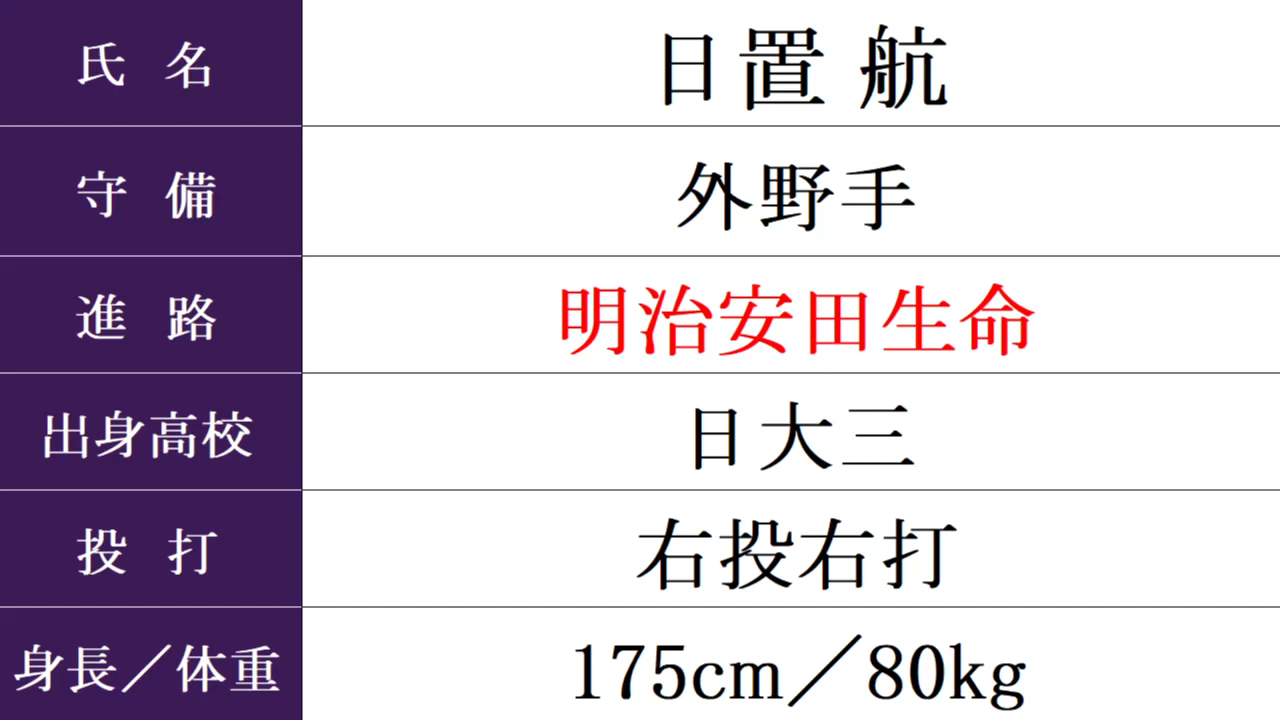 氏 名 日置 航
守 備 外野手
進 路 明治安田生命
出身高校 日大三
投 打 右投右打
身長／体重 175cm／80kg